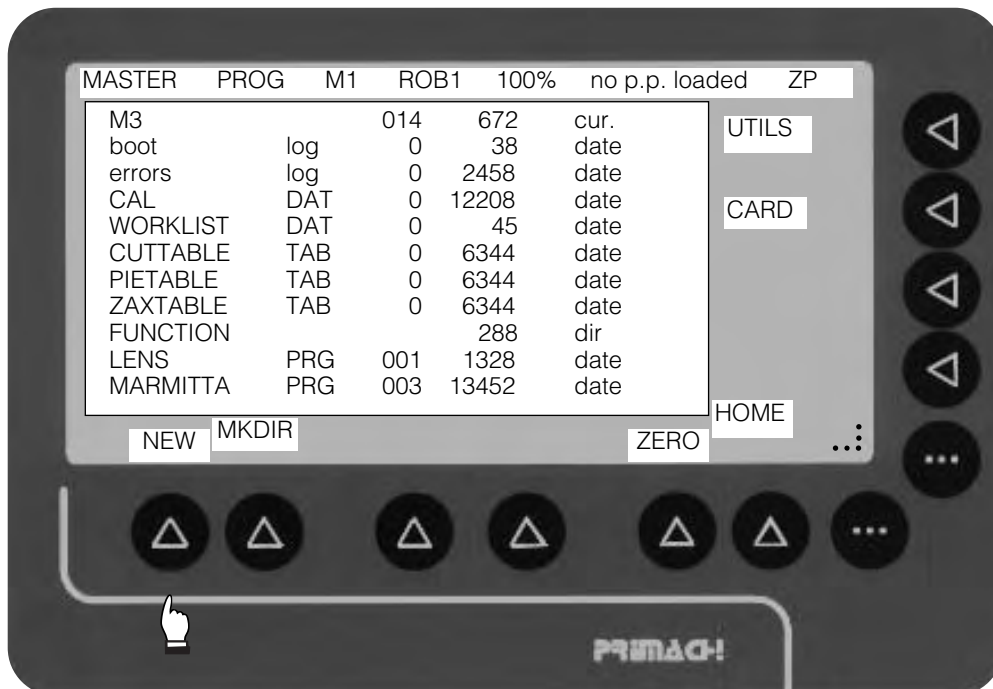 MASTER PROG M1 ROB1 100% no p.p. loaded ZP
M3 014 672 cur.
boot log 0 38 date
errors log 0 2458 date
CAL DAT 0 12208 date
WORKLIST DAT 0 45 date
CUTTABLE TAB 0 6344 date
PIETABLE TAB 0 6344 date
ZAXTABLE TAB 0 6344 date
FUNCTION 288 dir
LENS PRG 001 1328 date
MARMITTA PRG 003 13452 date
UTILS
CARD
HOME
NEW MKDIR ZERO
PRIMACH